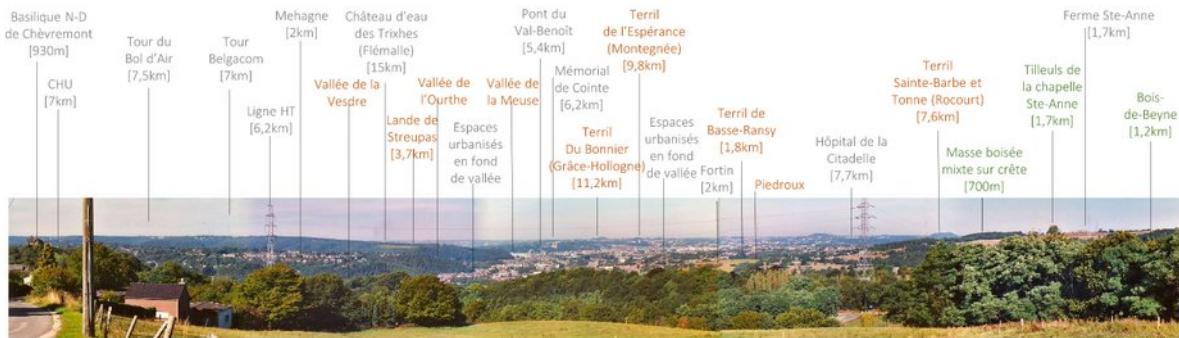 Basilique N-D
de Chèvremont
[930m]
CHU
[7km]
Tour du
Bol d'Air
[7,5km]
Tour
Belgacom
[7km]
Ligne HT
[6,2km]
Mehagne
[2km]
Vallée de la
Vesdre
Château d'eau
des Trixhes
(Flémalle)
[15km]
Lande de
Streupas
[3,7km]
Vallée de
l'Ourthe
Espaces
urbanisés
en fond
de vallée
Vallée de
la Meuse
Pont du
Val-Benoît
[5,4km]
Mémorial
de Cointe
[6,2km]
Terril
Du Bonnier
(Grâce-Hollogne)
[11,2km]
Terril
de l'Espérance
(Montegnée)
[9,8km]
Espaces
urbanisés
en fond
de vallée
Fortin
[2km]
Terril de
Basse-Ransy
[1,8km]
Piedroux
Hôpital de la
Citadelle
[7,7km]
Terril
Sainte-Barbe et
Tonne (Rocourt)
[7,6km]
Masse boisée
mixte sur crête
[700m]
Tilleuls de
la chapelle
Ste-Anne
[1,7km]
Ferme Ste-Anne
[1,7km]
Bois-
de-Beyne
[1,2km]